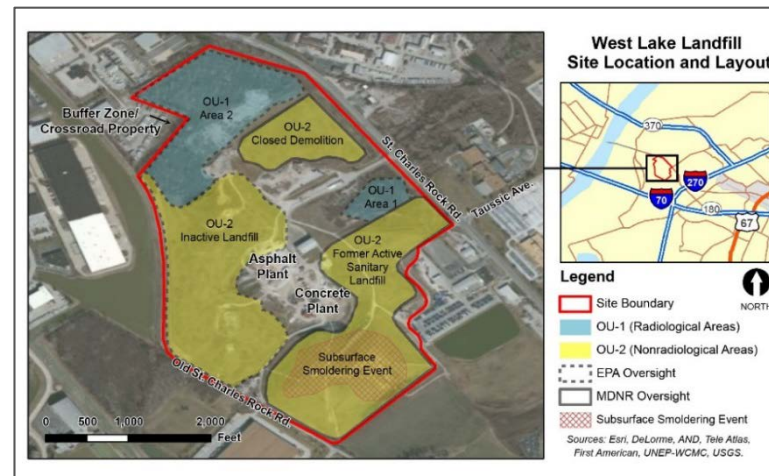 West Lake Landfill
Site Location and Layout
OU-1
Area 2
Buffer Zone/
Crossroad Property
OU-2
Closed Demolition
St. Charles Rock Rd.
Taussic Ave.
OU-1
Area 1
OU-2
Inactive Landfill
OU-2
Former Active
Sanitary
Landfill
Asphalt
Plant
Concrete
Plant
Subsurface
Smoldering Event
Old St. Charles Rock Rd.
0 500 1,000 2,000
Feet
370
270
70
180
67
Legend
NORTH
Site Boundary
OU-1 (Radiological Areas)
OU-2 (Nonradiological Areas)
EPA Oversight
MDNR Oversight
Subsurface Smoldering Event
Sources: Esri, DeLorme, AND, Tele Atlas,
First American, UNEP-WCMC, USGS.